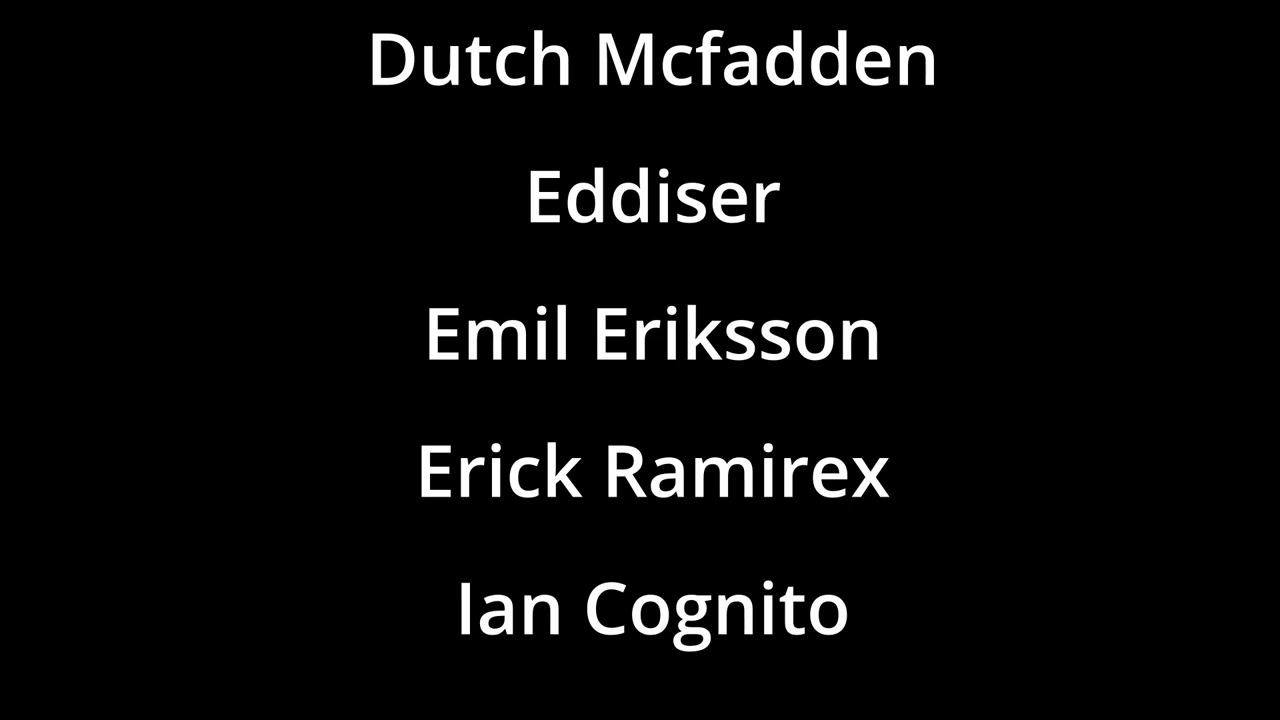 Dutch Mcfadden
Eddiser
Emil Eriksson
Erick Ramirex
Ian Cognito